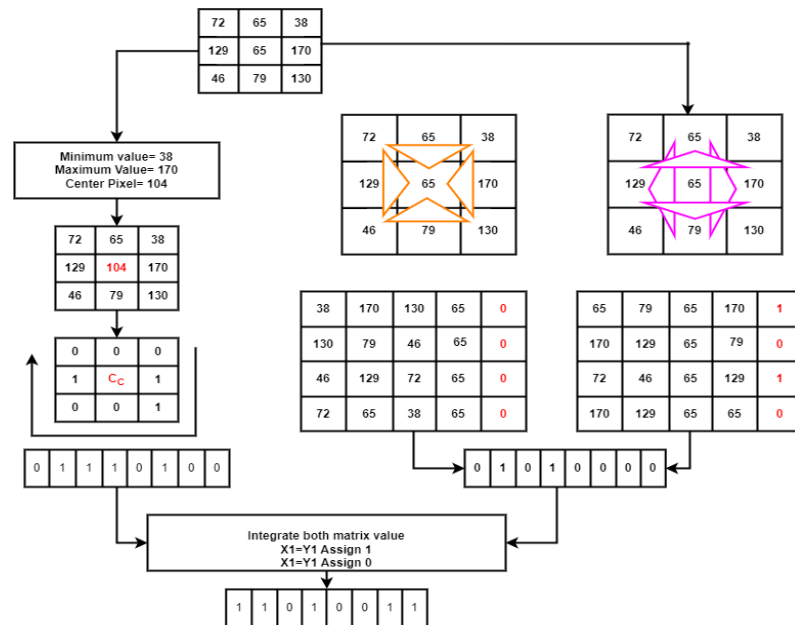 72 65 38
129 65 170
46 79 130
Minimum value= 38
Maximum Value= 170
Center Pixel= 104
72 65 38
129 65 170
46 79 130
72 65 38
129 65 170
46 79 130
72 65 38
129 104 170
46 79 130
0 0 0
1 CC 1
0 0 1
38 170 130 65 0
130 79 46 65 0
46 129 72 65 0
72 65 38 65 0
65 79 65 170 1
170 129 65 79 0
72 46 65 129 1
170 129 65 65 0
0 1 1 1 0 1 0 0
0 1 0 1 0 0 0 0
Integrate both matrix value
X1=Y1 Assign 1
X1=Y1 Assign 0
1 1 0 1 0 0 1 1